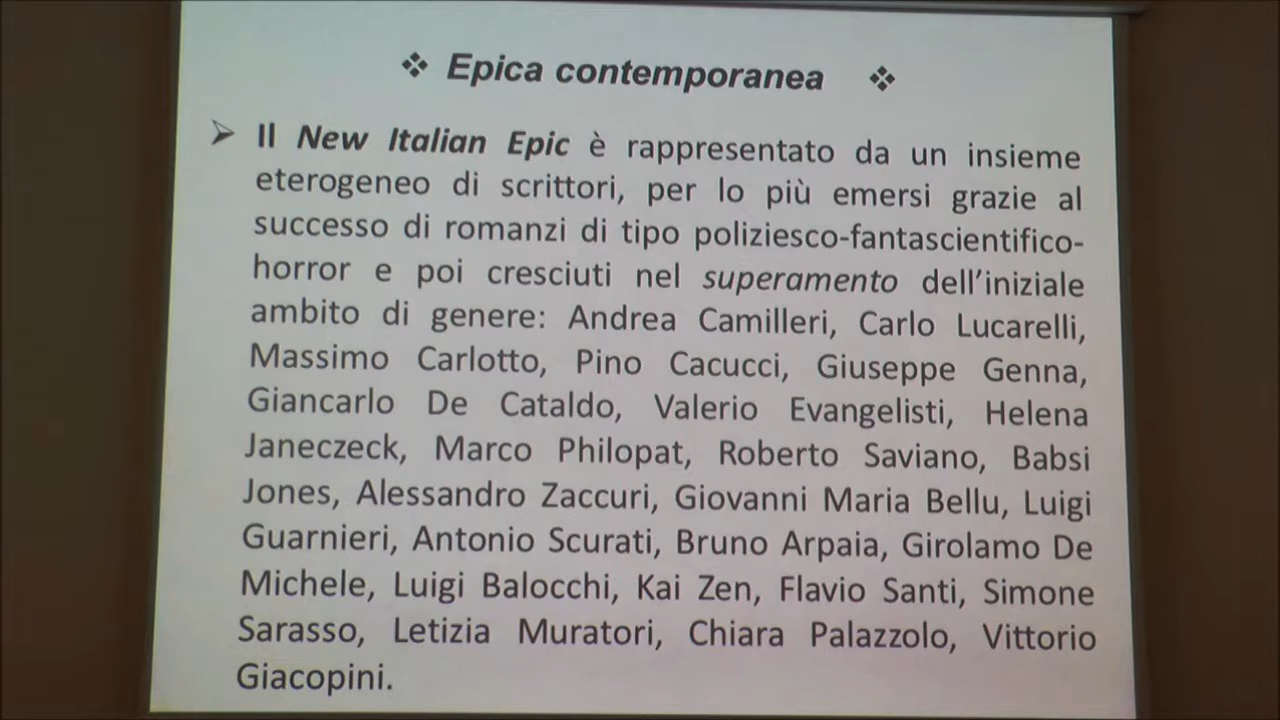 ❖ Epica contemporanea ❖
➢ Il New Italian Epic è rappresentato da un insieme
eterogeneo di scrittori, per lo più emersi grazie al
successo di romanzi di tipo poliziesco-fantascientifico-
horror e poi cresciuti nel superamento dell’iniziale
ambito di genere: Andrea Camilleri, Carlo Lucarelli,
Massimo Carlotto, Pino Cacucci, Giuseppe Genna,
Giancarlo De Cataldo, Valerio Evangelisti, Helena
Janeczeck, Marco Philopat, Roberto Saviano, Babsi
Jones, Alessandro Zaccuri, Giovanni Maria Bellu, Luigi
Guarnieri, Antonio Scurati, Bruno Arpaia, Girolamo De
Michele, Luigi Balocchi, Kai Zen, Flavio Santi, Simone
Sarasso, Letizia Muratori, Chiara Palazzolo, Vittorio
Giacopini.